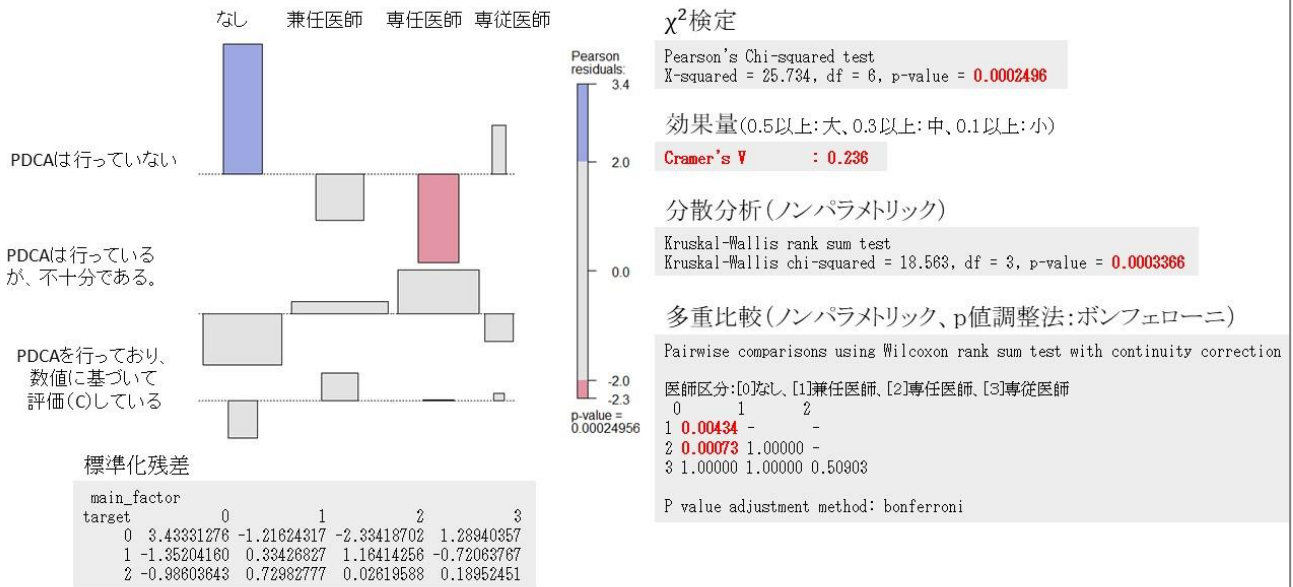 なし 兼任医師 専任医師 専従医師
PDCAは行っていない
PDCAは行っている
が、不十分である。
PDCAを行っており、
数値に基づいて
評価(C)している
Pearson
residuals:
3.4
2.0
0.0
-2.0
-2.3
p-value =
0.00024956
標準化残差
main_factor
target 0 1 2 3
0 3.43331276 -1.21624317 -2.33418702 1.28940357
1 -1.35204160 0.33426827 1.16414256 -0.72063767
2 -0.98603643 0.72982777 0.02619588 0.18952451
χ²検定
Pearson's Chi-squared test
X-squared = 25.734, df = 6, p-value = 0.0002496
効果量(0.5以上:大、0.3以上:中、0.1以上:小)
Cramer's V : 0.236
分散分析(ノンパラメトリック)
Kruskal-Wallis rank sum test
Kruskal-Wallis chi-squared = 18.563, df = 3, p-value = 0.0003366
多重比較(ノンパラメトリック、p値調整法:ボンフェローニ)
Pairwise comparisons using Wilcoxon rank sum test with continuity correction
医師区分:[0]なし、[1]兼任医師、[2]専任医師、[3]専従医師
0 1 2
1 0.00434 - -
2 0.00073 1.00000 -
3 1.00000 1.00000 0.50903
P value adjustment method: bonferroni